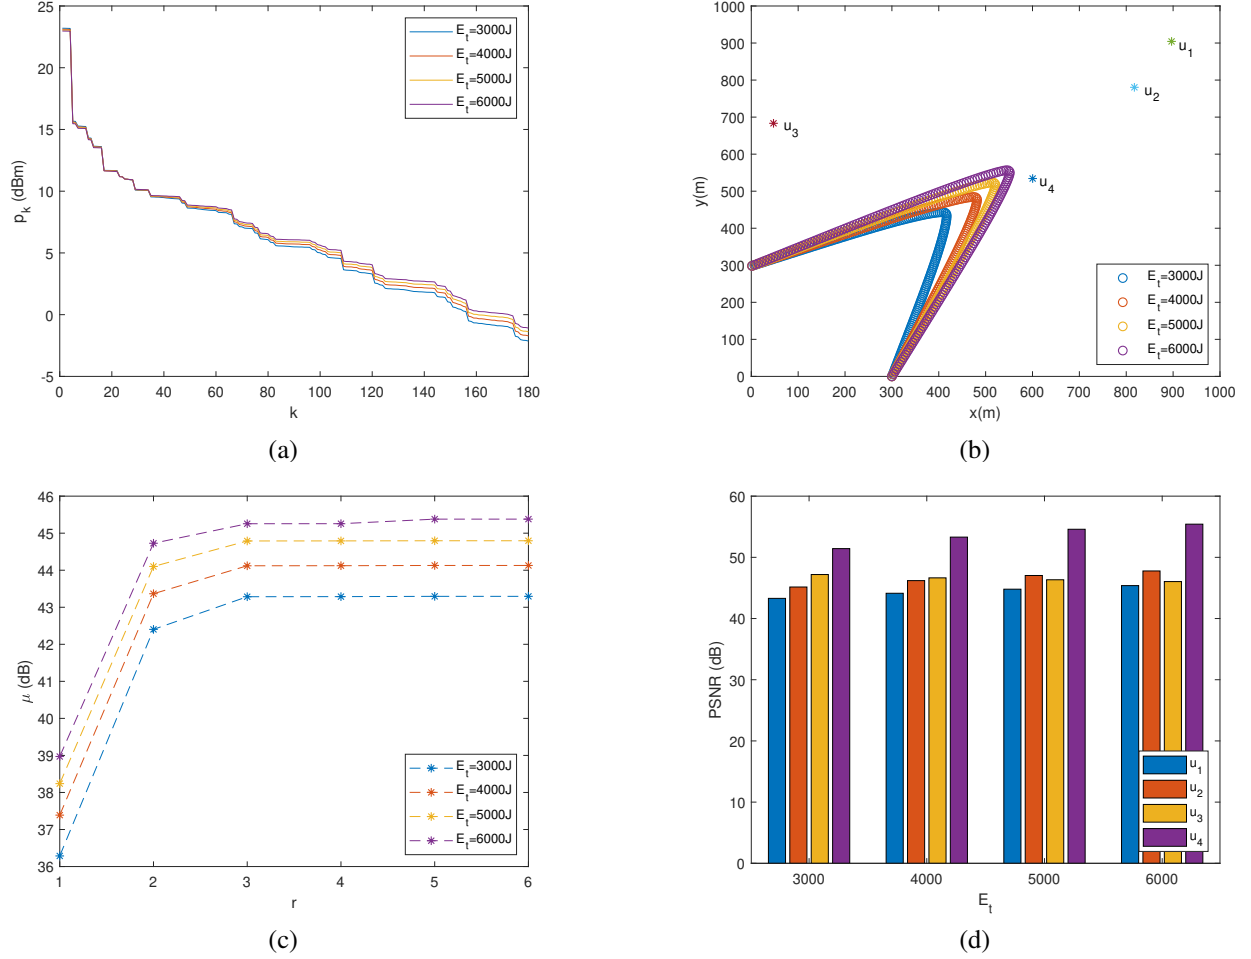 25
20
15
10
5
0
-5
0 20 40 60 80 100 120 140 160 180
p_k (dBm)
k
E_t=3000J
E_t=4000J
E_t=5000J
E_t=6000J
(a)
1000
900
800
700
600
500
400
300
200
100
0
0 100 200 300 400 500 600 700 800 900 1000
y(m)
x(m)
u_1
u_2
u_3
u_4
E_t=3000J
E_t=4000J
E_t=5000J
E_t=6000J
(b)
46
45
44
43
42
41
40
39
38
37
36
1 2 3 4 5 6
μ (dB)
r
E_t=3000J
E_t=4000J
E_t=5000J
E_t=6000J
(c)
60
50
40
30
20
10
0
3000 4000 5000 6000
PSNR (dB)
E_t
u_1
u_2
u_3
u_4
(d)